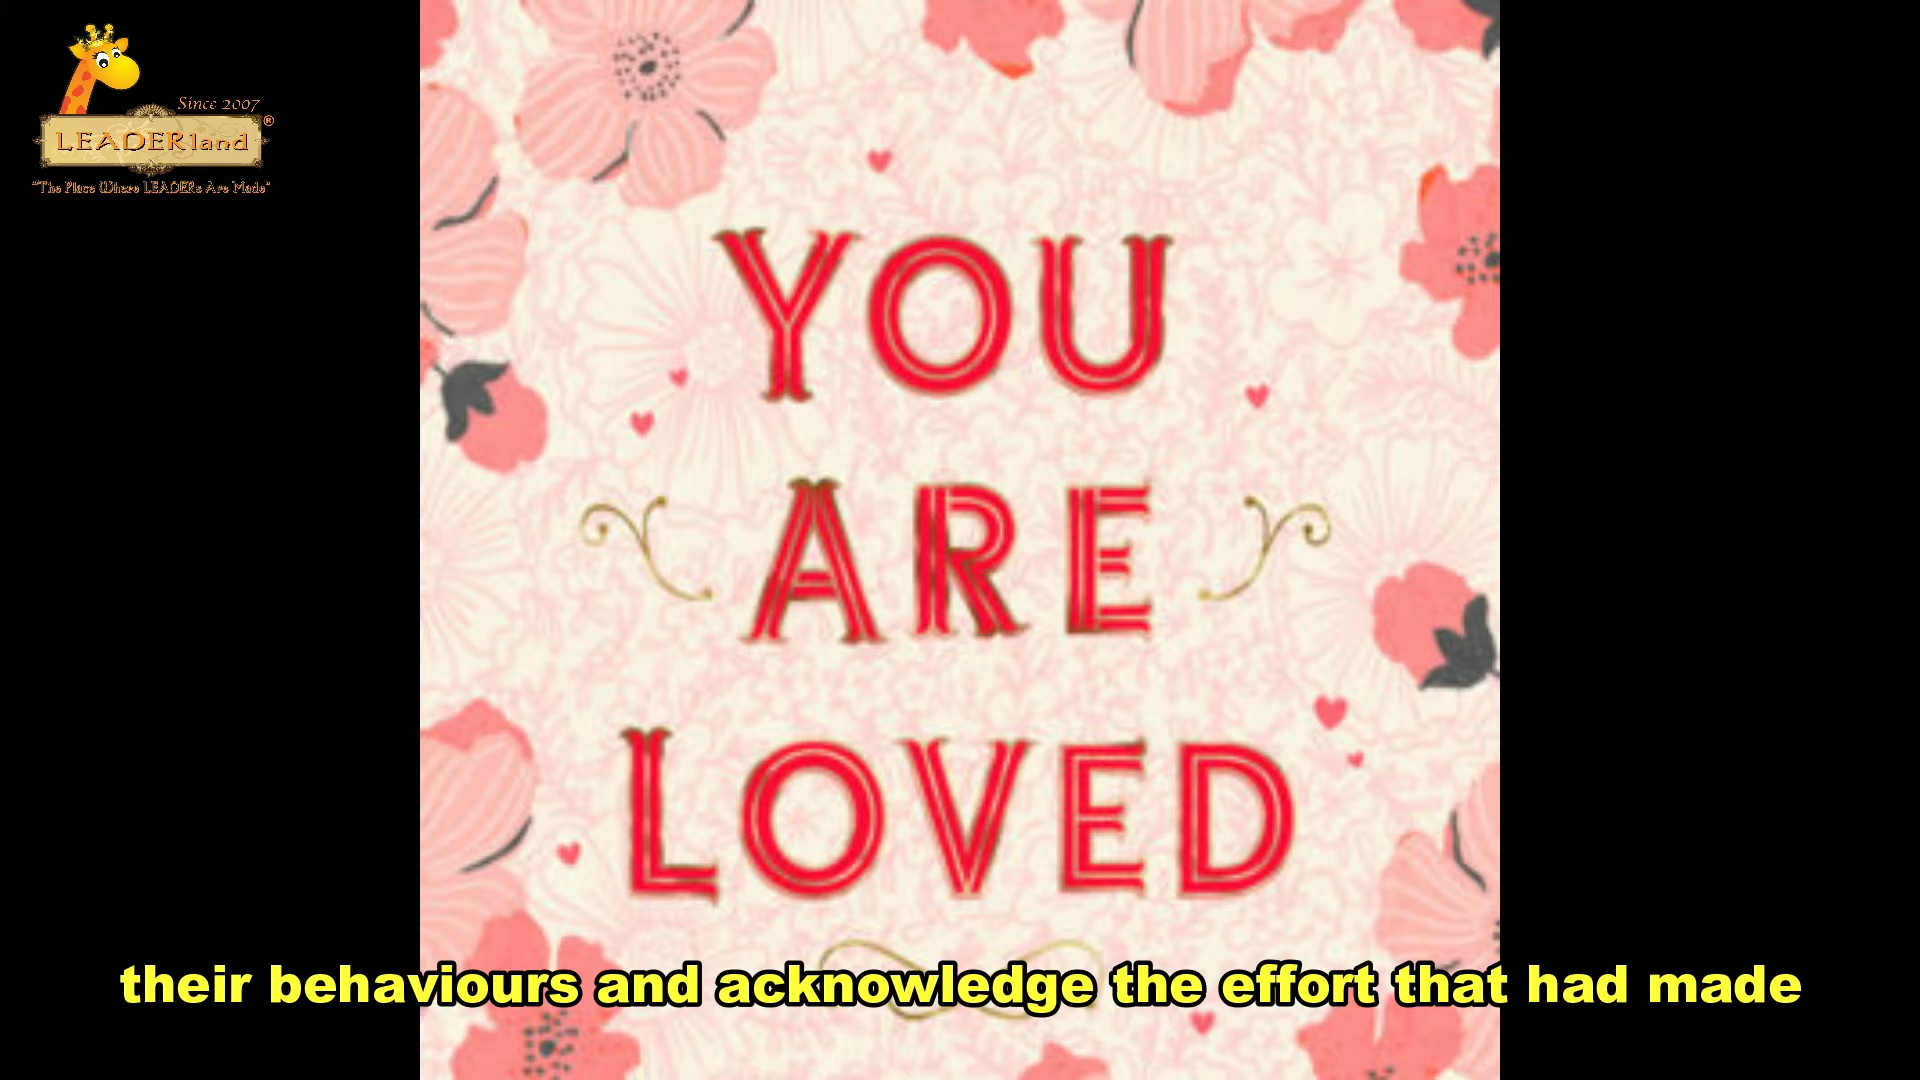 Since 2007
LEADERland®
"The Place Where LEADERs Are Made"
YOU
ARE
LOVED
their behaviours and acknowledge the effort that had made